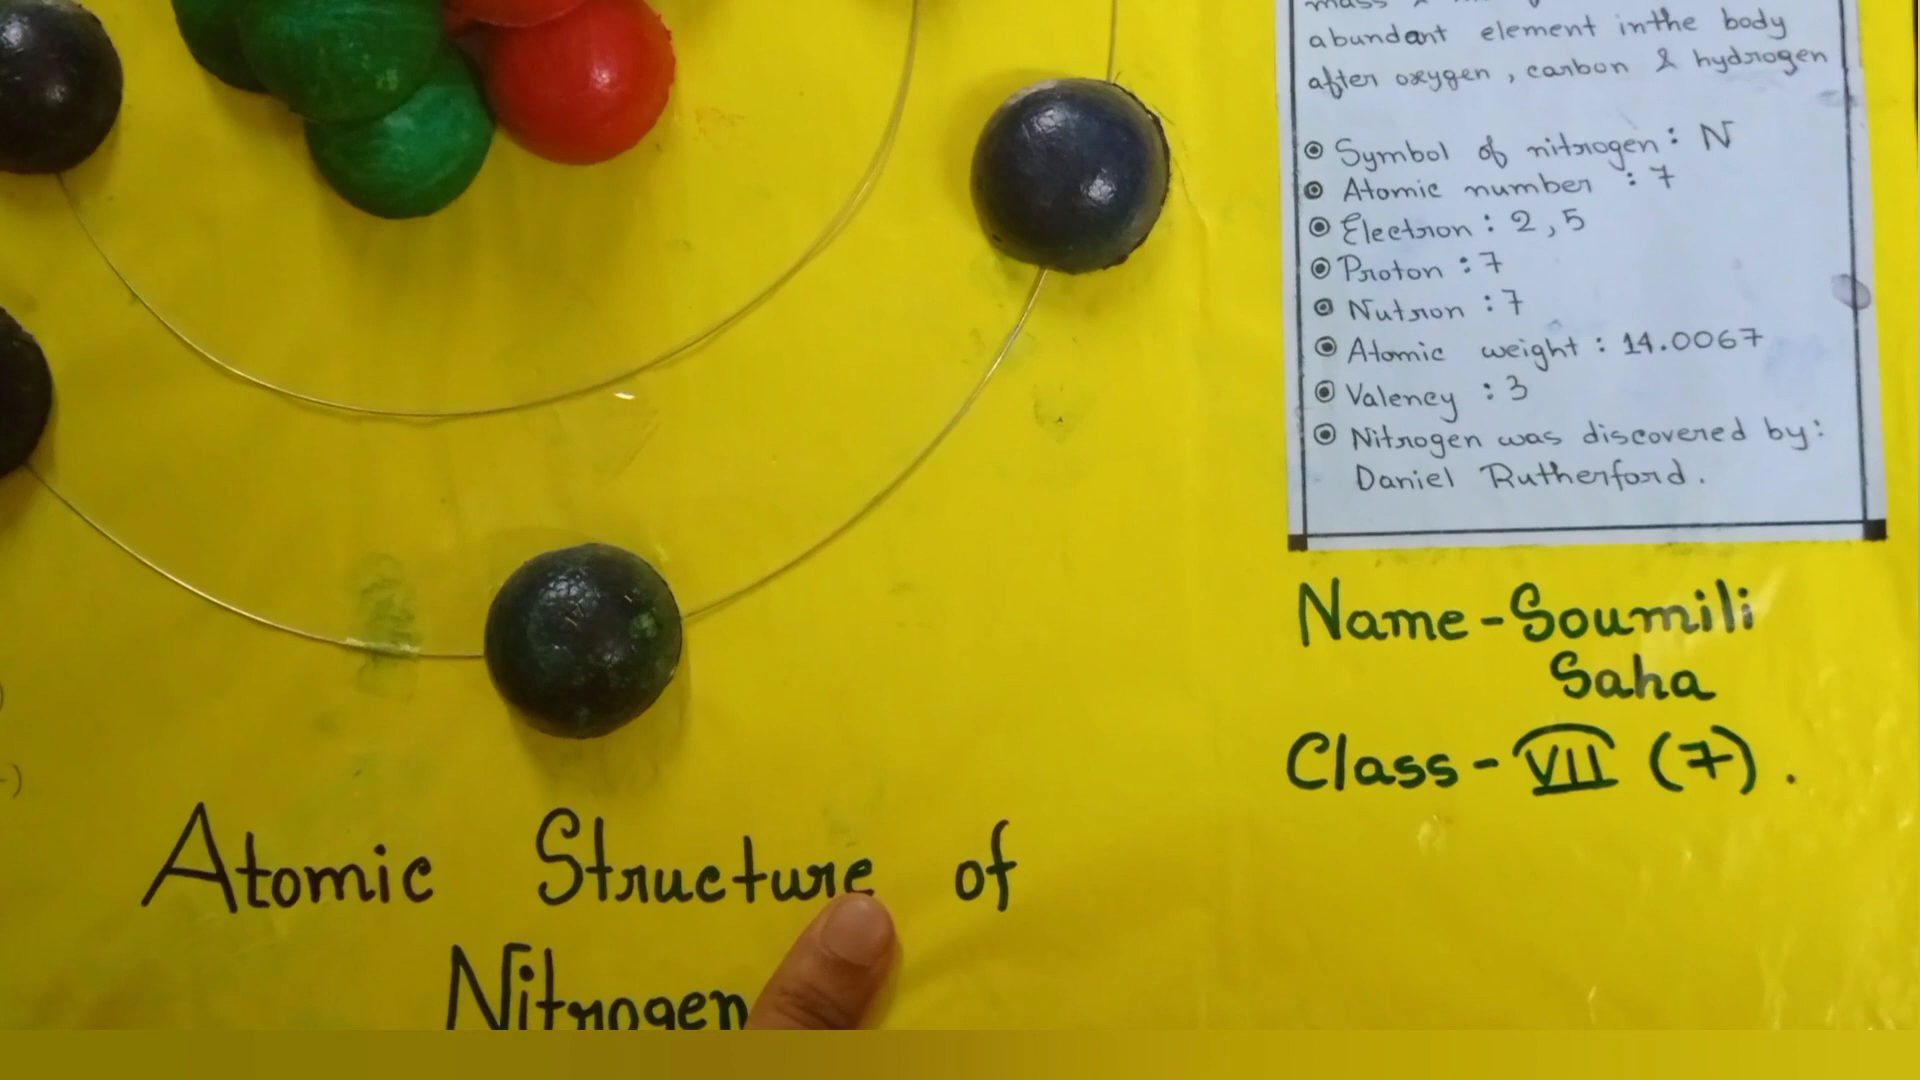 abundant element inthe body
after oxygen, carbon & hydrogen
Symbol of nitrogen: N
Atomic number : 7
Electron : 2, 5
Proton : 7
Nutron : 7
Atomic weight : 14.0067
Valency : 3
Nitrogen was discovered by:
Daniel Rutherford.
Name - Soumili
Saha
Class - VII (7).
Atomic Structure of
Nitrogen